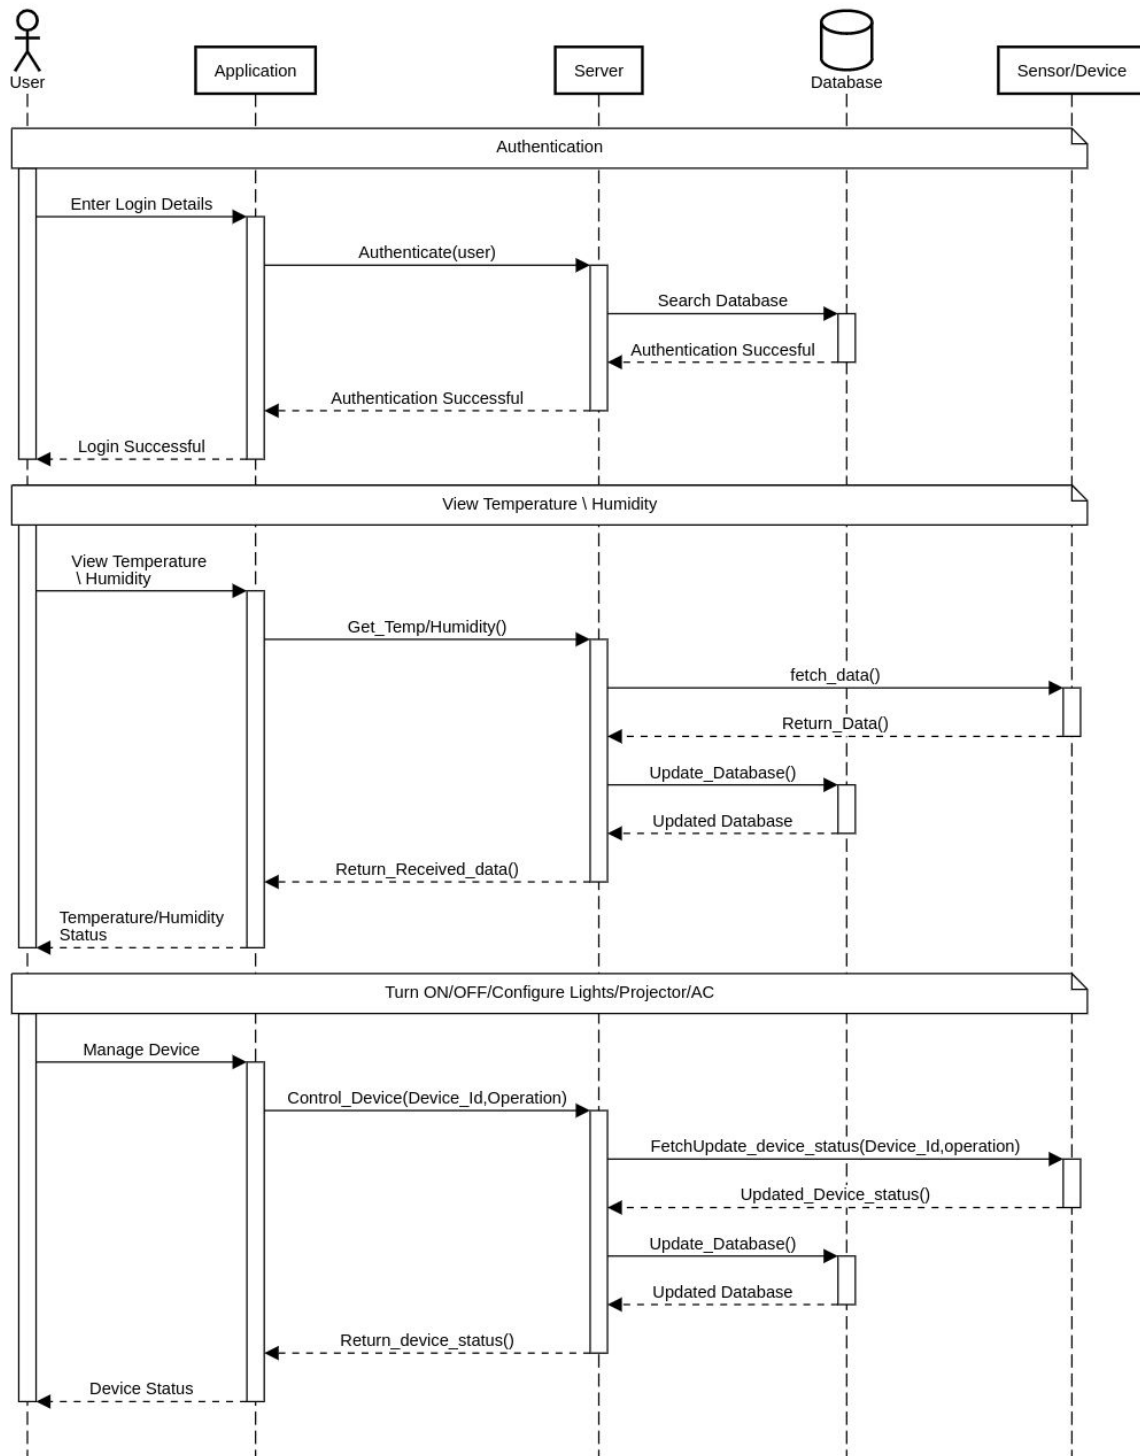 User
Application
Server
Database
Sensor/Device
Authentication
Enter Login Details
Authenticate(user)
Search Database
Authentication Succesful
Authentication Successful
Login Successful
View Temperature \ Humidity
View Temperature
\ Humidity
Get_Temp/Humidity()
fetch_data()
Return_Data()
Update_Database()
Updated Database
Return_Received_data()
Temperature/Humidity
Status
Turn ON/OFF/Configure Lights/Projector/AC
Manage Device
Control_Device(Device_Id,Operation)
FetchUpdate_device_status(Device_Id,operation)
Updated_Device_status()
Update_Database()
Updated Database
Return_device_status()
Device Status